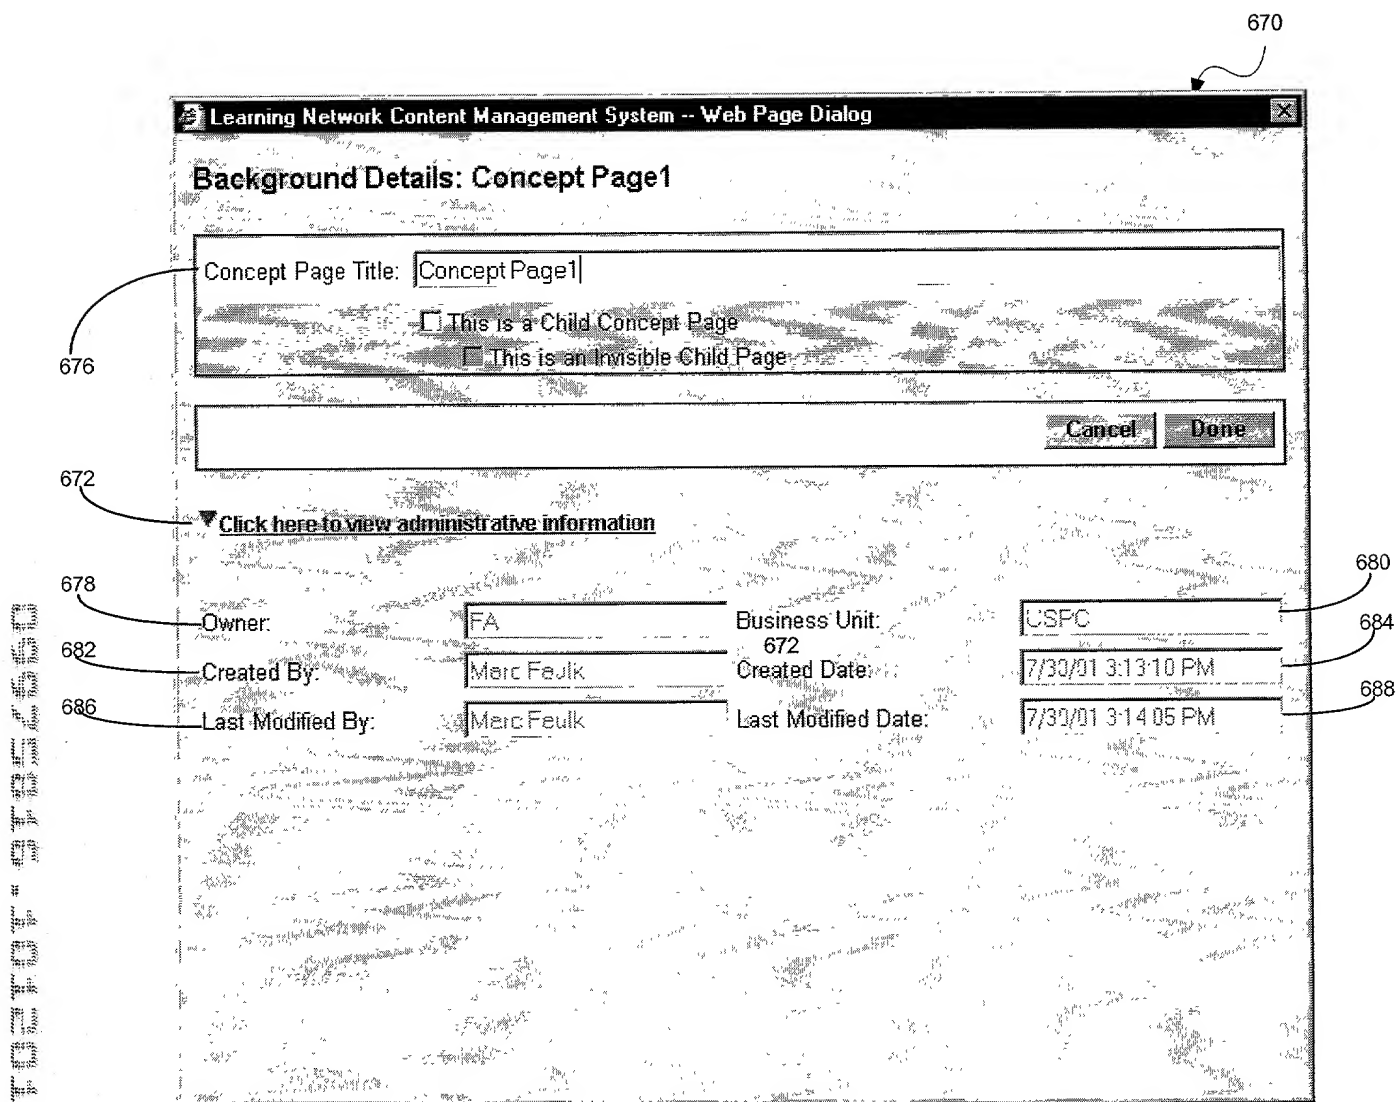 670
Learning Network Content Management System -- Web Page Dialog
Background Details: Concept Page1
Concept Page Title: Concept Page1
This is a Child Concept Page
This is an Invisible Child Page
676
Cancel Done
672
Click here to view administrative information
678
680
Owner: FA Business Unit: CSPC
672
682
684
Created By: Marc Faulk Created Date: 7/30/01 3:13:10 PM
686
688
Last Modified By: Marc Faulk Last Modified Date: 7/30/01 3:14:05 PM